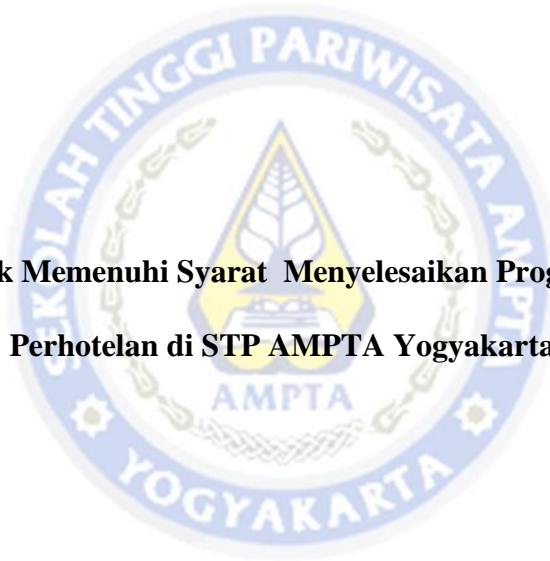 SEKOLAH TINGGI PARIWISATA AMPTA
k Memenuhi Syarat Menyelesaikan Prog
Perhotelan di STP AMPTA Yogyakarta
AMPTA
YOGYAKARTA